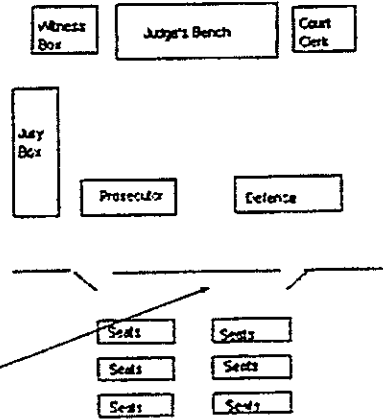 Witness
Box
Judge's Bench
Court
Clerk
Jury
Box
Prosecutor
Defense
Seats
Seats
Seats
Seats
Seats
Seats